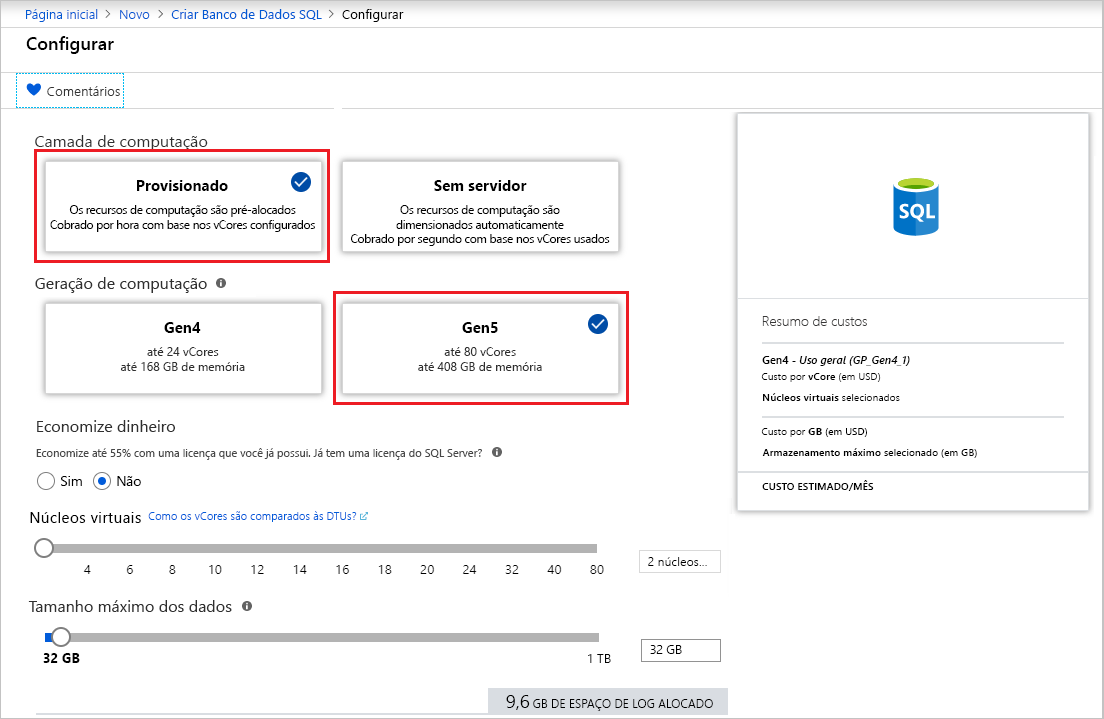 Página inicial > Novo > Criar Banco de Dados SQL > Configurar
Configurar
Comentários
Camada de computação
Provisionado
Os recursos de computação são pré-alocados
Cobrado por hora com base nos vCores configurados
Sem servidor
Os recursos de computação são
dimensionados automaticamente
Cobrado por segundo com base nos vCores usados
Geração de computação
Gen4
até 24 vCores
até 168 GB de memória
Gen5
até 80 vCores
até 408 GB de memória
Economize dinheiro
Economize até 55% com uma licença que você já possui. Já tem uma licença do SQL Server?
Sim Não
Núcleos virtuais Como os vCores são comparados às DTUs?
4 6 8 10 12 14 16 18 20 24 32 40 80
2 núcleos...
Tamanho máximo dos dados
32 GB 1 TB
32 GB
9,6 GB DE ESPAÇO DE LOG ALOCADO
SQL
Resumo de custos
Gen4 - Uso geral (GP_Gen4_1)
Custo por vCore (em USD)
Núcleos virtuais selecionados
Custo por GB (em USD)
Armazenamento máximo selecionado (em GB)
CUSTO ESTIMADO/MÊS